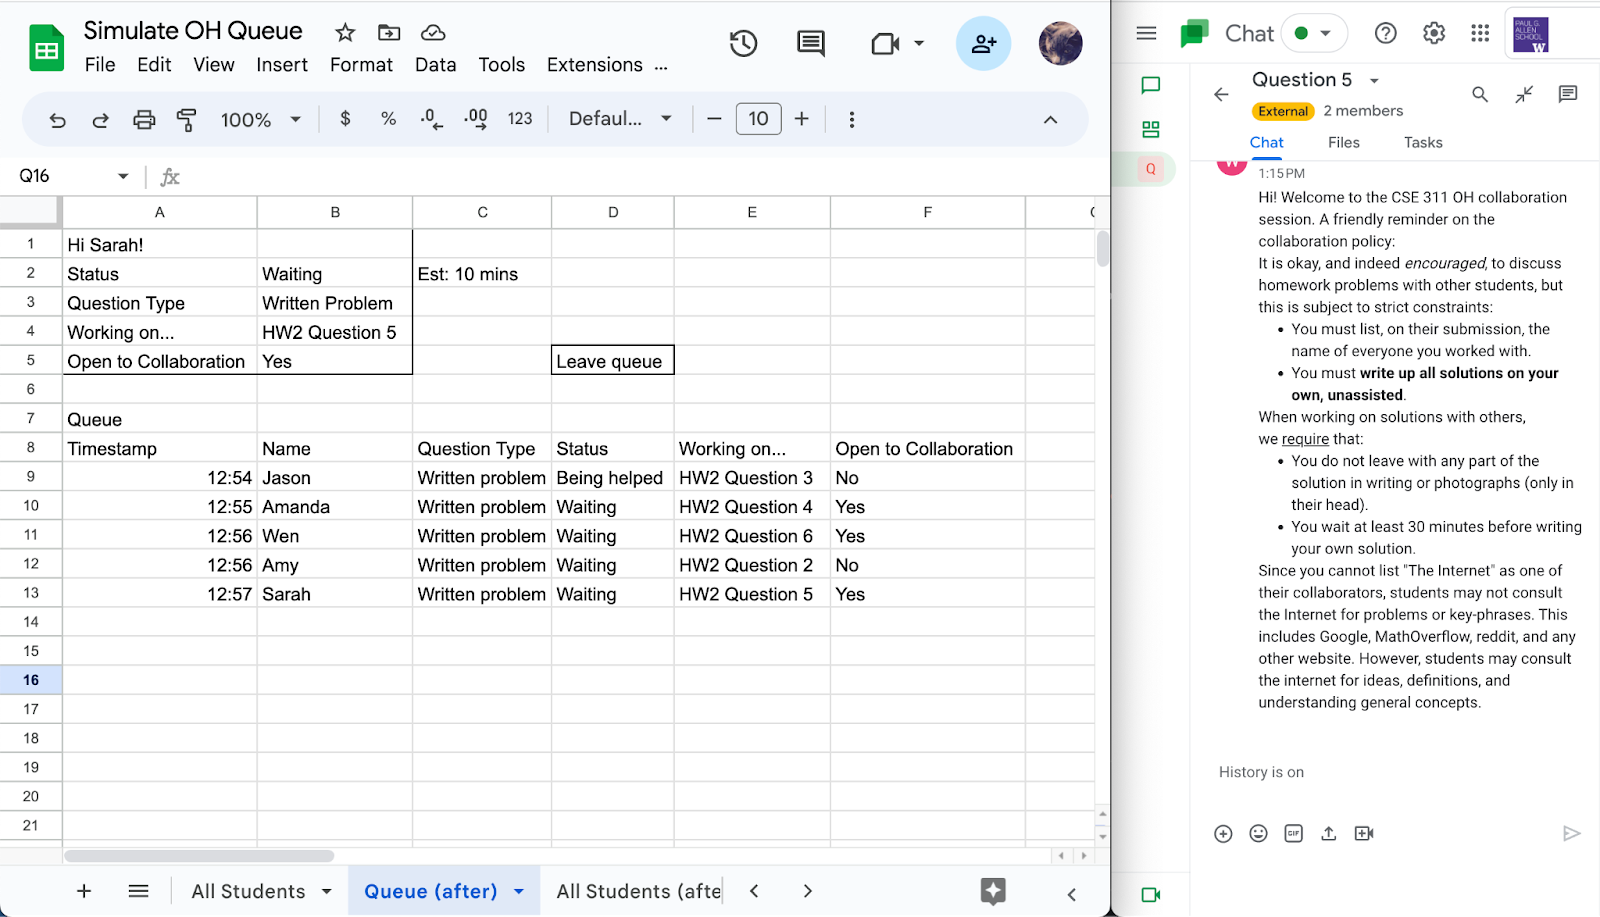 Simulate OH Queue
File Edit View Insert Format Data Tools Extensions ...
100% $ % .0 .00 123 Defaul... 10
Q16 fx
A B C D E F
1 Hi Sarah!
2 Status Waiting Est: 10 mins
3 Question Type Written Problem
4 Working on... HW2 Question 5
5 Open to Collaboration Yes Leave queue
6
7 Queue
8 Timestamp Name Question Type Status Working on... Open to Collaboration
9 12:54 Jason Written problem Being helped HW2 Question 3 No
10 12:55 Amanda Written problem Waiting HW2 Question 4 Yes
11 12:56 Wen Written problem Waiting HW2 Question 6 Yes
12 12:56 Amy Written problem Waiting HW2 Question 2 No
13 12:57 Sarah Written problem Waiting HW2 Question 5 Yes
14
15
16
17
18
19
20
21
All Students Queue (after) All Students (afte
Chat
PAUL G.
ALLEN
SCHOOL
W
Q
Question 5
External 2 members
Chat Files Tasks
W
1:15 PM
Hi! Welcome to the CSE 311 OH collaboration
session. A friendly reminder on the
collaboration policy:
It is okay, and indeed encouraged, to discuss
homework problems with other students, but
this is subject to strict constraints:
• You must list, on their submission, the
name of everyone you worked with.
• You must write up all solutions on your
own, unassisted.
When working on solutions with others,
we require that:
• You do not leave with any part of the
solution in writing or photographs (only in
their head).
• You wait at least 30 minutes before writing
your own solution.
Since you cannot list "The Internet" as one of
their collaborators, students may not consult
the Internet for problems or key-phrases. This
includes Google, MathOverflow, reddit, and any
other website. However, students may consult
the internet for ideas, definitions, and
understanding general concepts.
History is on
GIF